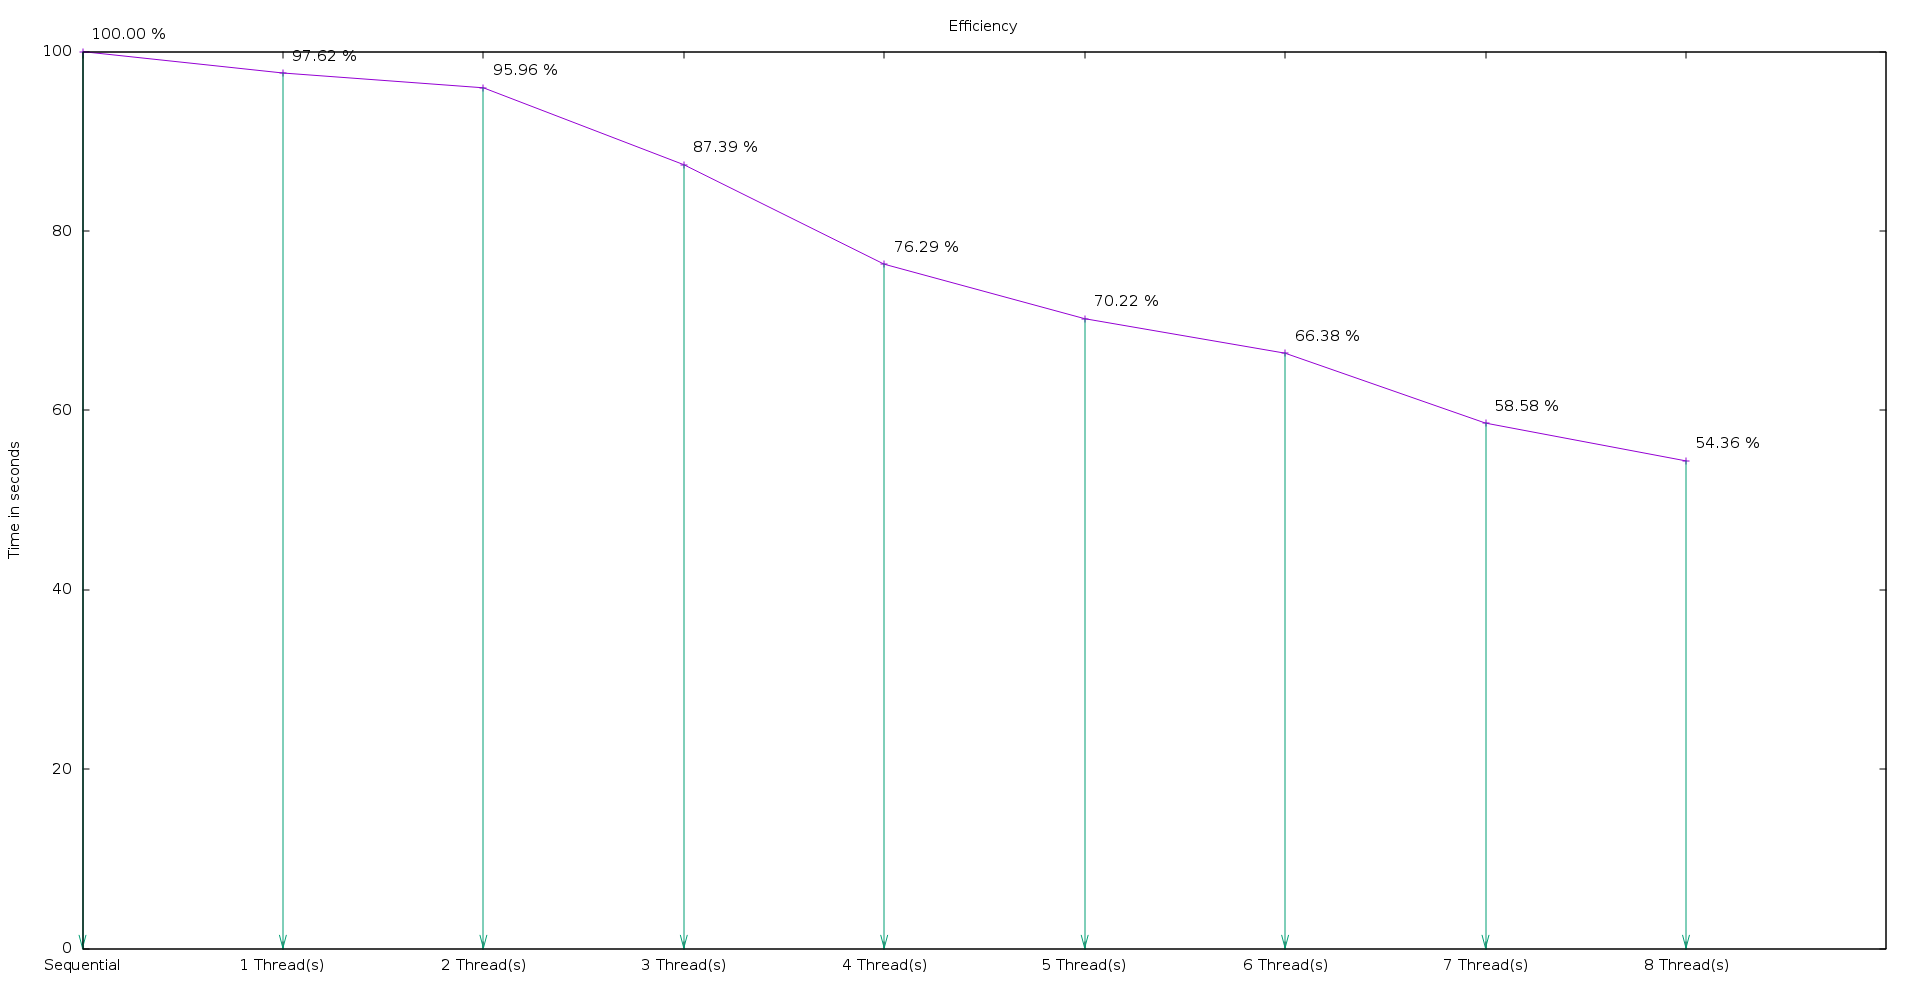 Efficiency
100.00 %
97.62 %
95.96 %
87.39 %
76.29 %
70.22 %
66.38 %
58.58 %
54.36 %
100
80
60
40
20
0
Time in seconds
Sequential
1 Thread(s)
2 Thread(s)
3 Thread(s)
4 Thread(s)
5 Thread(s)
6 Thread(s)
7 Thread(s)
8 Thread(s)